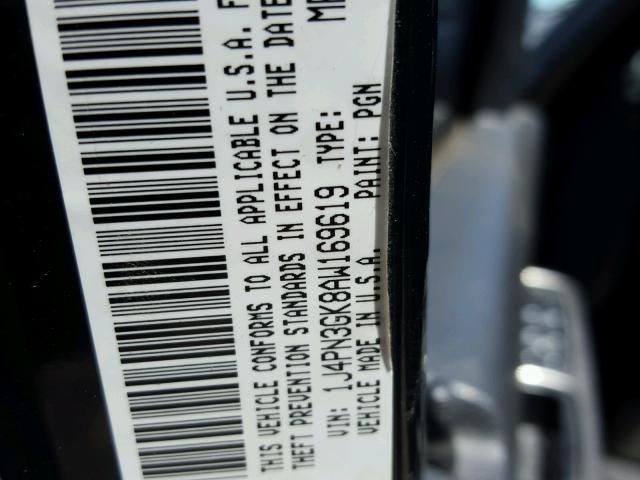 THIS VEHICLE CONFORMS TO ALL APPLICABLE U.S.A. F
THEFT PREVENTION STANDARDS IN EFFECT ON THE DATE
VIN: 1J4PN3GK8AW169619 TYPE:
VEHICLE MADE IN U.S.A. PAINT: PGN